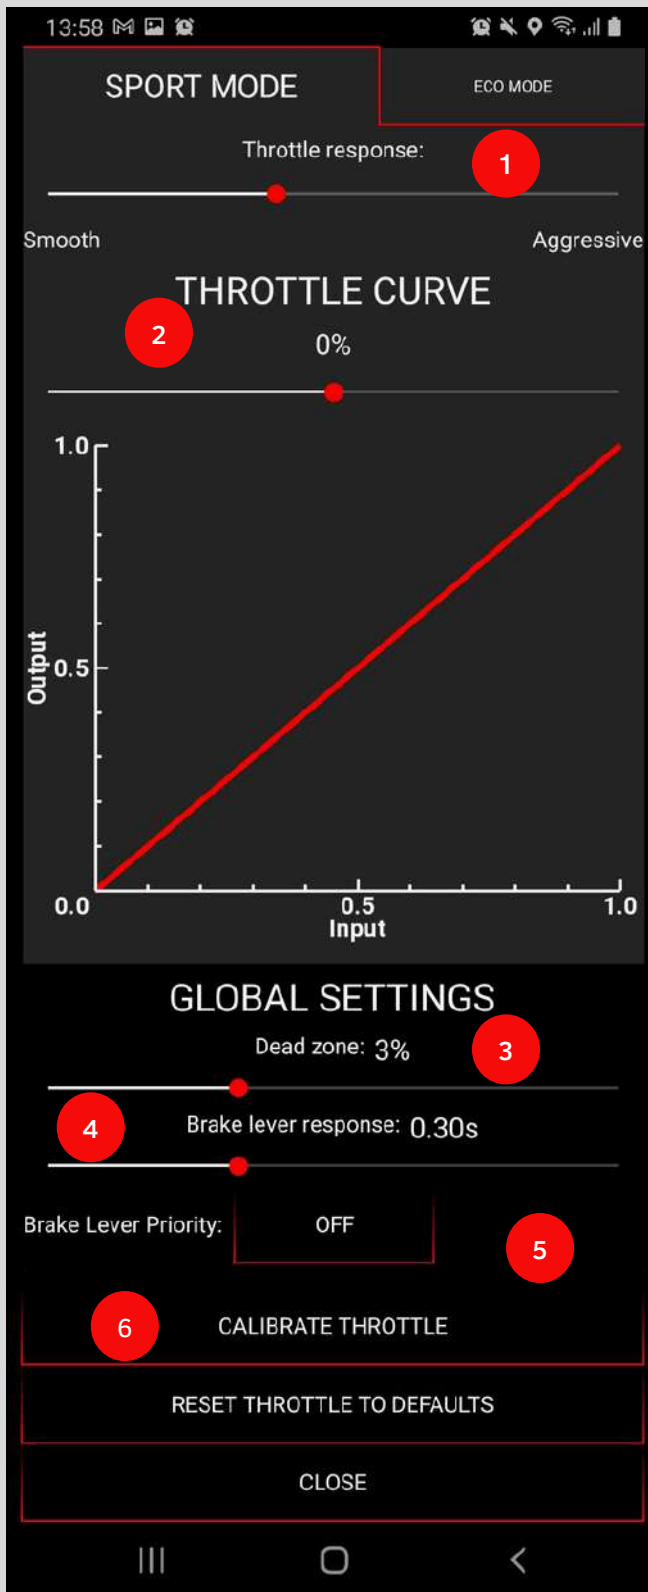 13:58
SPORT MODE
ECO MODE
Throttle response:
1
Smooth
Aggressive
THROTTLE CURVE
2
0%
1.0
Output
0.5
0.0
0.5
1.0
Input
GLOBAL SETTINGS
Dead zone: 3%
3
4
Brake lever response: 0.30s
Brake Lever Priority:
OFF
5
6
CALIBRATE THROTTLE
RESET THROTTLE TO DEFAULTS
CLOSE